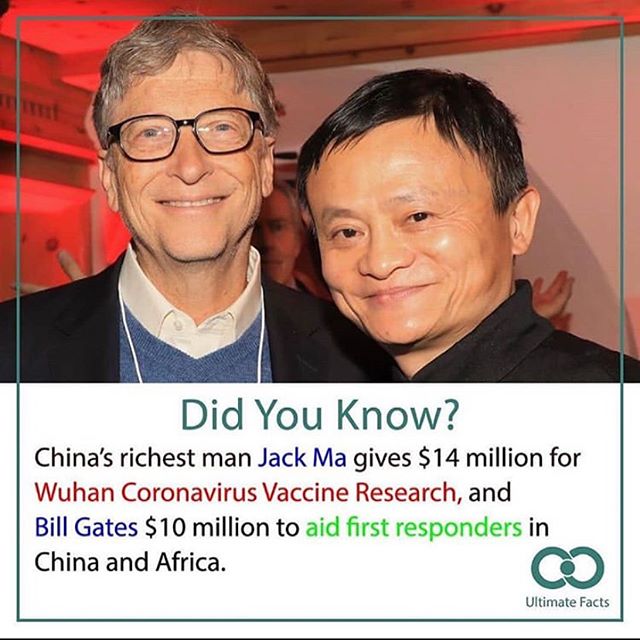 Did You Know?
China's richest man Jack Ma gives $14 million for
Wuhan Coronavirus Vaccine Research, and
Bill Gates $10 million to aid first responders in
China and Africa.
Ultimate Facts